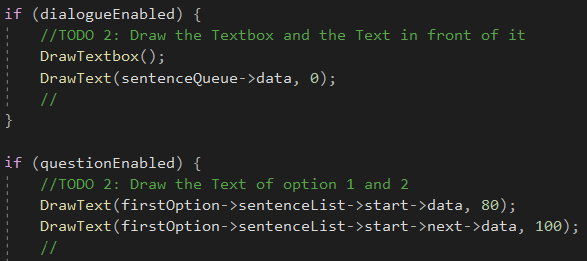 if (dialogueEnabled) {
//TODO 2: Draw the Textbox and the Text in front of it
DrawTextbox();
DrawText(sentenceQueue->data, 0);
//
}
if (questionEnabled) {
//TODO 2: Draw the Text of option 1 and 2
DrawText(firstOption->sentenceList->start->data, 80);
DrawText(firstOption->sentenceList->start->next->data, 100);
//